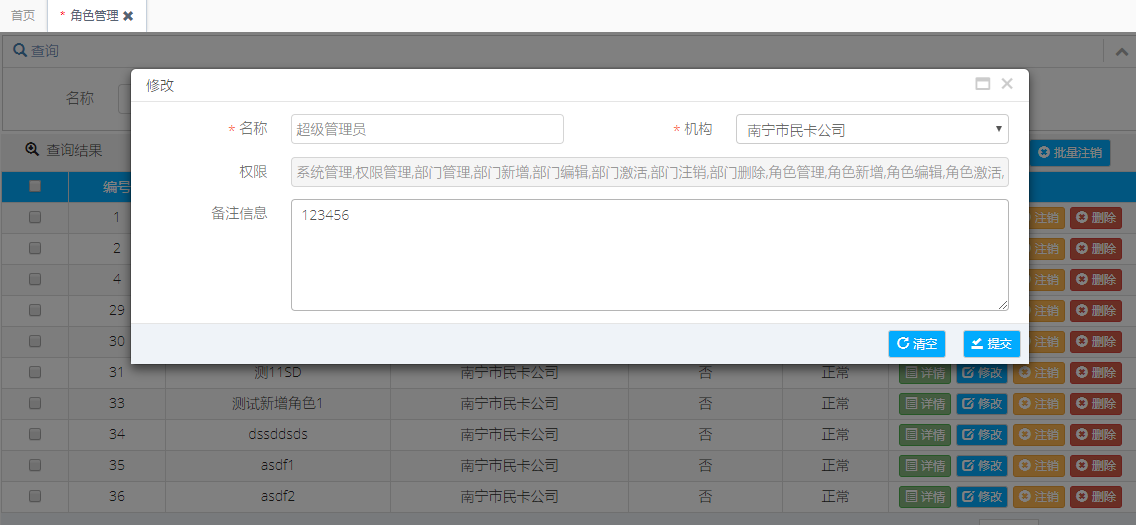 首页 * 角色管理
查询
修改
名称
* 名称 超级管理员 * 机构 南宁市民卡公司
查询结果 批量注销
权限 系统管理,权限管理,部门管理,部门新增,部门编辑,部门激活,部门注销,部门删除,角色管理,角色新增,角色编辑,角色激活,
编号
备注信息 123456
1 注销 删除
2 注销 删除
4 注销 删除
29 注销 删除
30 注销 删除
清空 提交
31 测11SD 南宁市民卡公司 否 正常 详情 修改 注销 删除
33 测试新增角色1 南宁市民卡公司 否 正常 详情 修改 注销 删除
34 dssddsds 南宁市民卡公司 否 正常 详情 修改 注销 删除
35 asdf1 南宁市民卡公司 否 正常 详情 修改 注销 删除
36 asdf2 南宁市民卡公司 否 正常 详情 修改 注销 删除